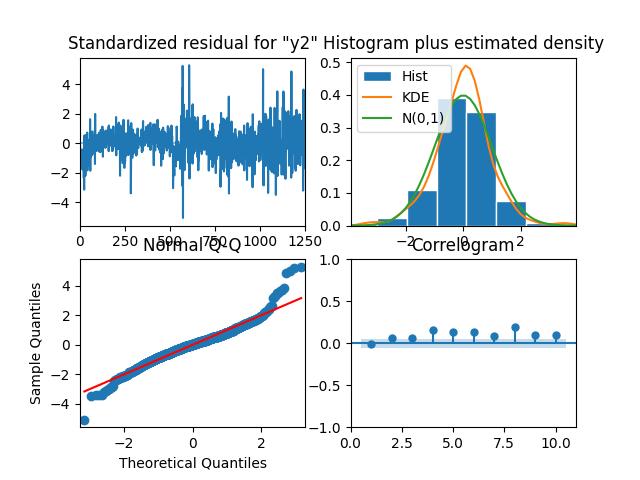 Standardized residual for "y2"
4
2
0
−2
−4
0 250 500 750 1000 1250
Histogram plus estimated density
Hist
KDE
N(0,1)
0.5
0.4
0.3
0.2
0.1
0.0
−2 0 2
Normal Q-Q
Sample Quantiles
4
2
0
−2
−4
−2 0 2
Theoretical Quantiles
Correlogram
1.0
0.5
0.0
−0.5
−1.0
0.0 2.5 5.0 7.5 10.0